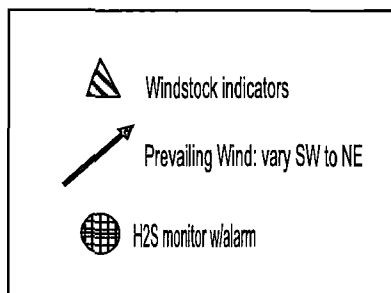 Windstock indicators
Prevailing Wind: vary SW to NE
H2S monitor w/alarm